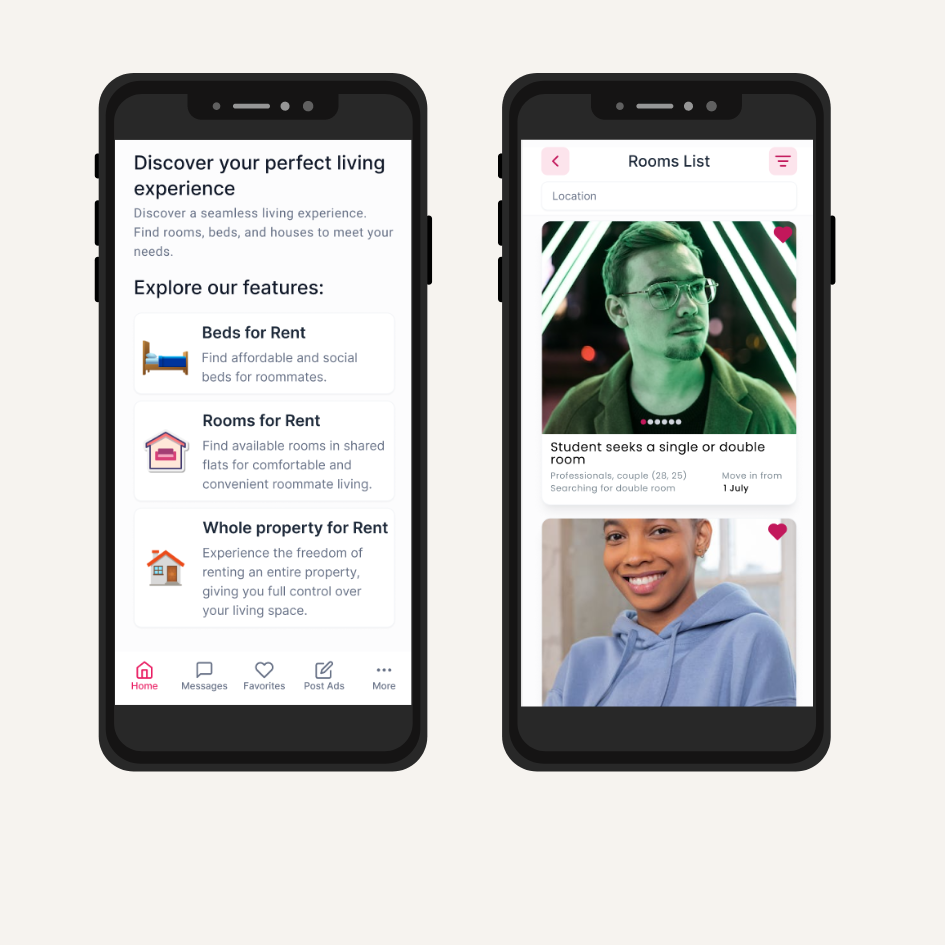 Discover your perfect living
experience
Discover a seamless living experience.
Find rooms, beds, and houses to meet your
needs.
Explore our features:
Beds for Rent
Find affordable and social
beds for roommates.
Rooms for Rent
Find available rooms in shared
flats for comfortable and
convenient roommate living.
Whole property for Rent
Experience the freedom of
renting an entire property,
giving you full control over
your living space.
Home Messages Favorites Post Ads More
Rooms List
Location
Student seeks a single or double
room
Professionals, couple (28, 25) Move in from
Searching for double room 1 July